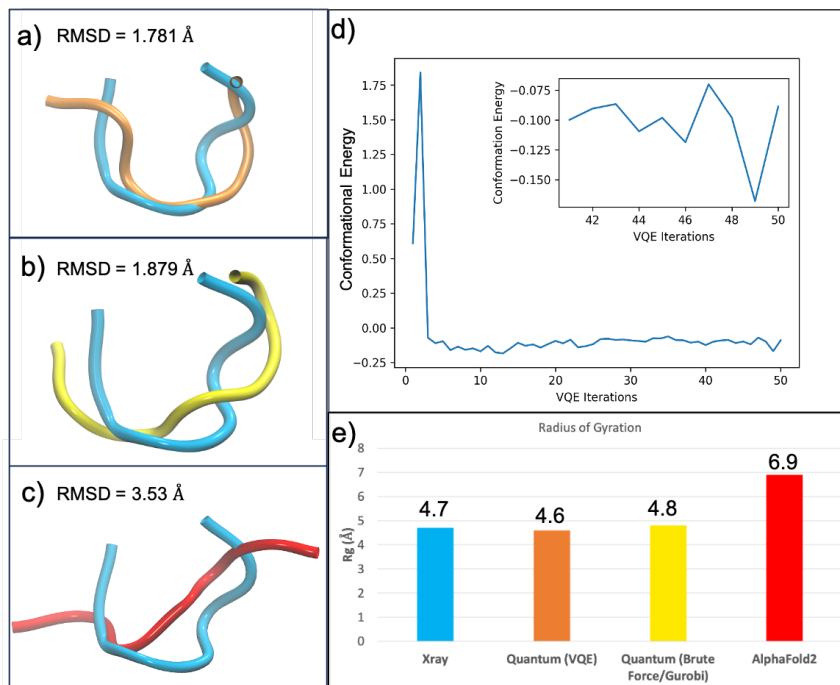 a)
RMSD = 1.781 Å
b)
RMSD = 1.879 Å
c)
RMSD = 3.53 Å
d)
Conformational Energy
1.75
1.50
1.25
1.00
0.75
0.50
0.25
0.00
−0.25
0
10
20
30
40
50
VQE Iterations
Conformation Energy
−0.075
−0.100
−0.125
−0.150
42
44
46
48
50
VQE Iterations
e)
Radius of Gyration
Rg (Å)
8
7
6
5
4
3
2
1
0
4.7
4.6
4.8
6.9
Xray
Quantum (VQE)
Quantum (Brute
Force/Gurobi)
AlphaFold2